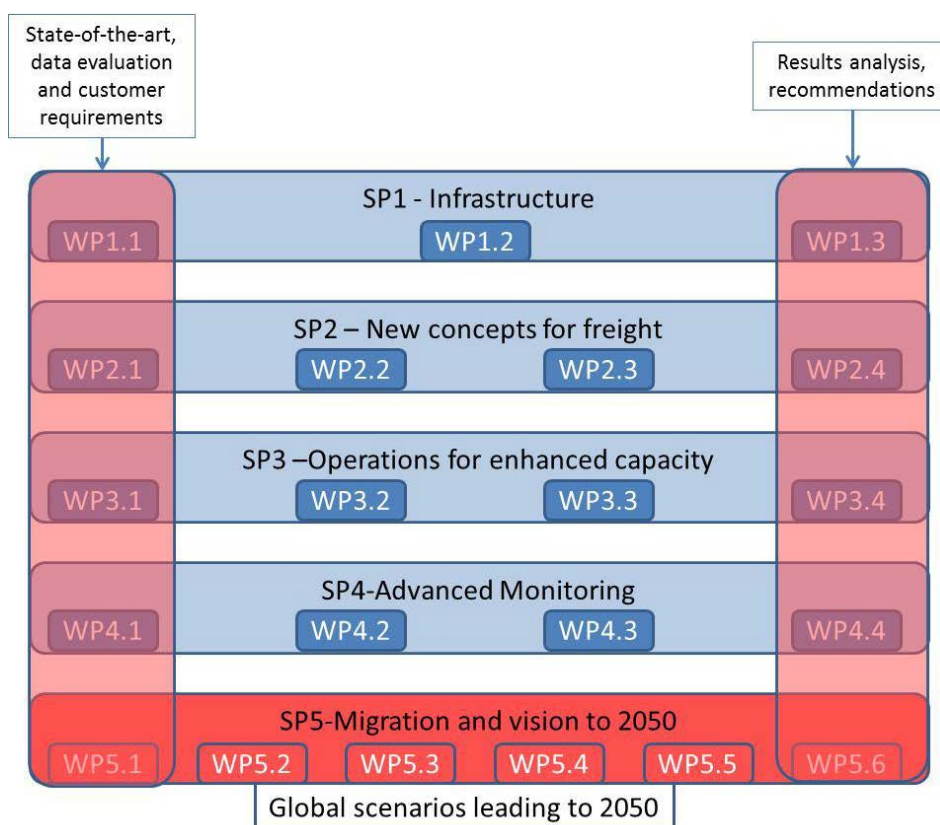 State-of-the-art,
data evaluation
and customer
requirements
Results analysis,
recommendations
SP1 - Infrastructure
WP1.1
WP1.2
WP1.3
SP2 – New concepts for freight
WP2.1
WP2.2
WP2.3
WP2.4
SP3 –Operations for enhanced capacity
WP3.1
WP3.2
WP3.3
WP3.4
SP4-Advanced Monitoring
WP4.1
WP4.2
WP4.3
WP4.4
SP5-Migration and vision to 2050
WP5.1
WP5.2
WP5.3
WP5.4
WP5.5
WP5.6
Global scenarios leading to 2050